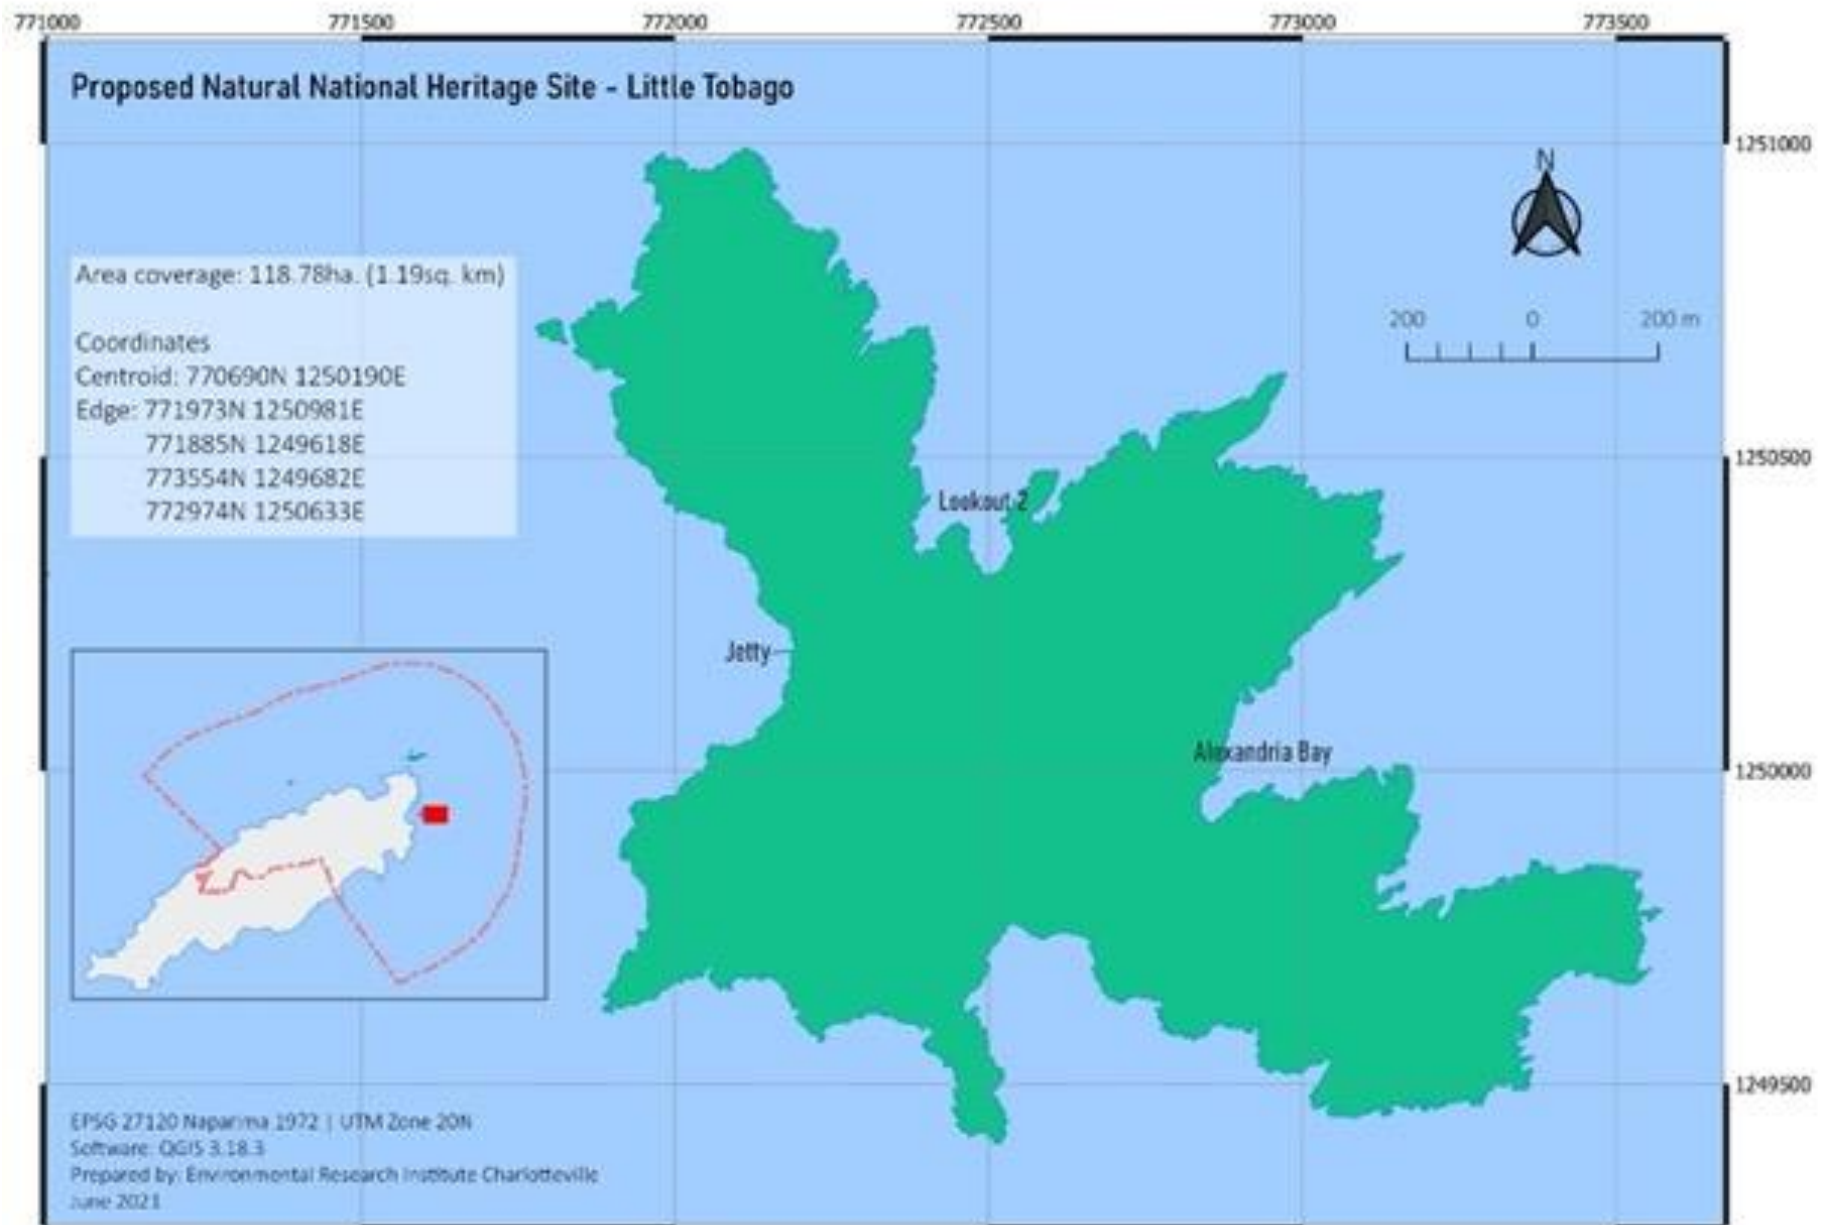 771000 771500 772000 772500 773000 773500
Proposed Natural National Heritage Site - Little Tobago
1251000
N
Area coverage: 118.78ha. (1.19sq. km)
200 0 200 m
Coordinates
Centroid: 770690N 1250190E
Edge: 771973N 1250981E
771885N 1249618E
773554N 1249682E
772974N 1250633E
1250500
Lookout 2
Jetty
Alexandria Bay
1250000
1249500
EPSG 27120 Naparima 1972 | UTM Zone 20N
Software: QGIS 3.18.3
Prepared by: Environmental Research Institute Charlotteville
June 2021